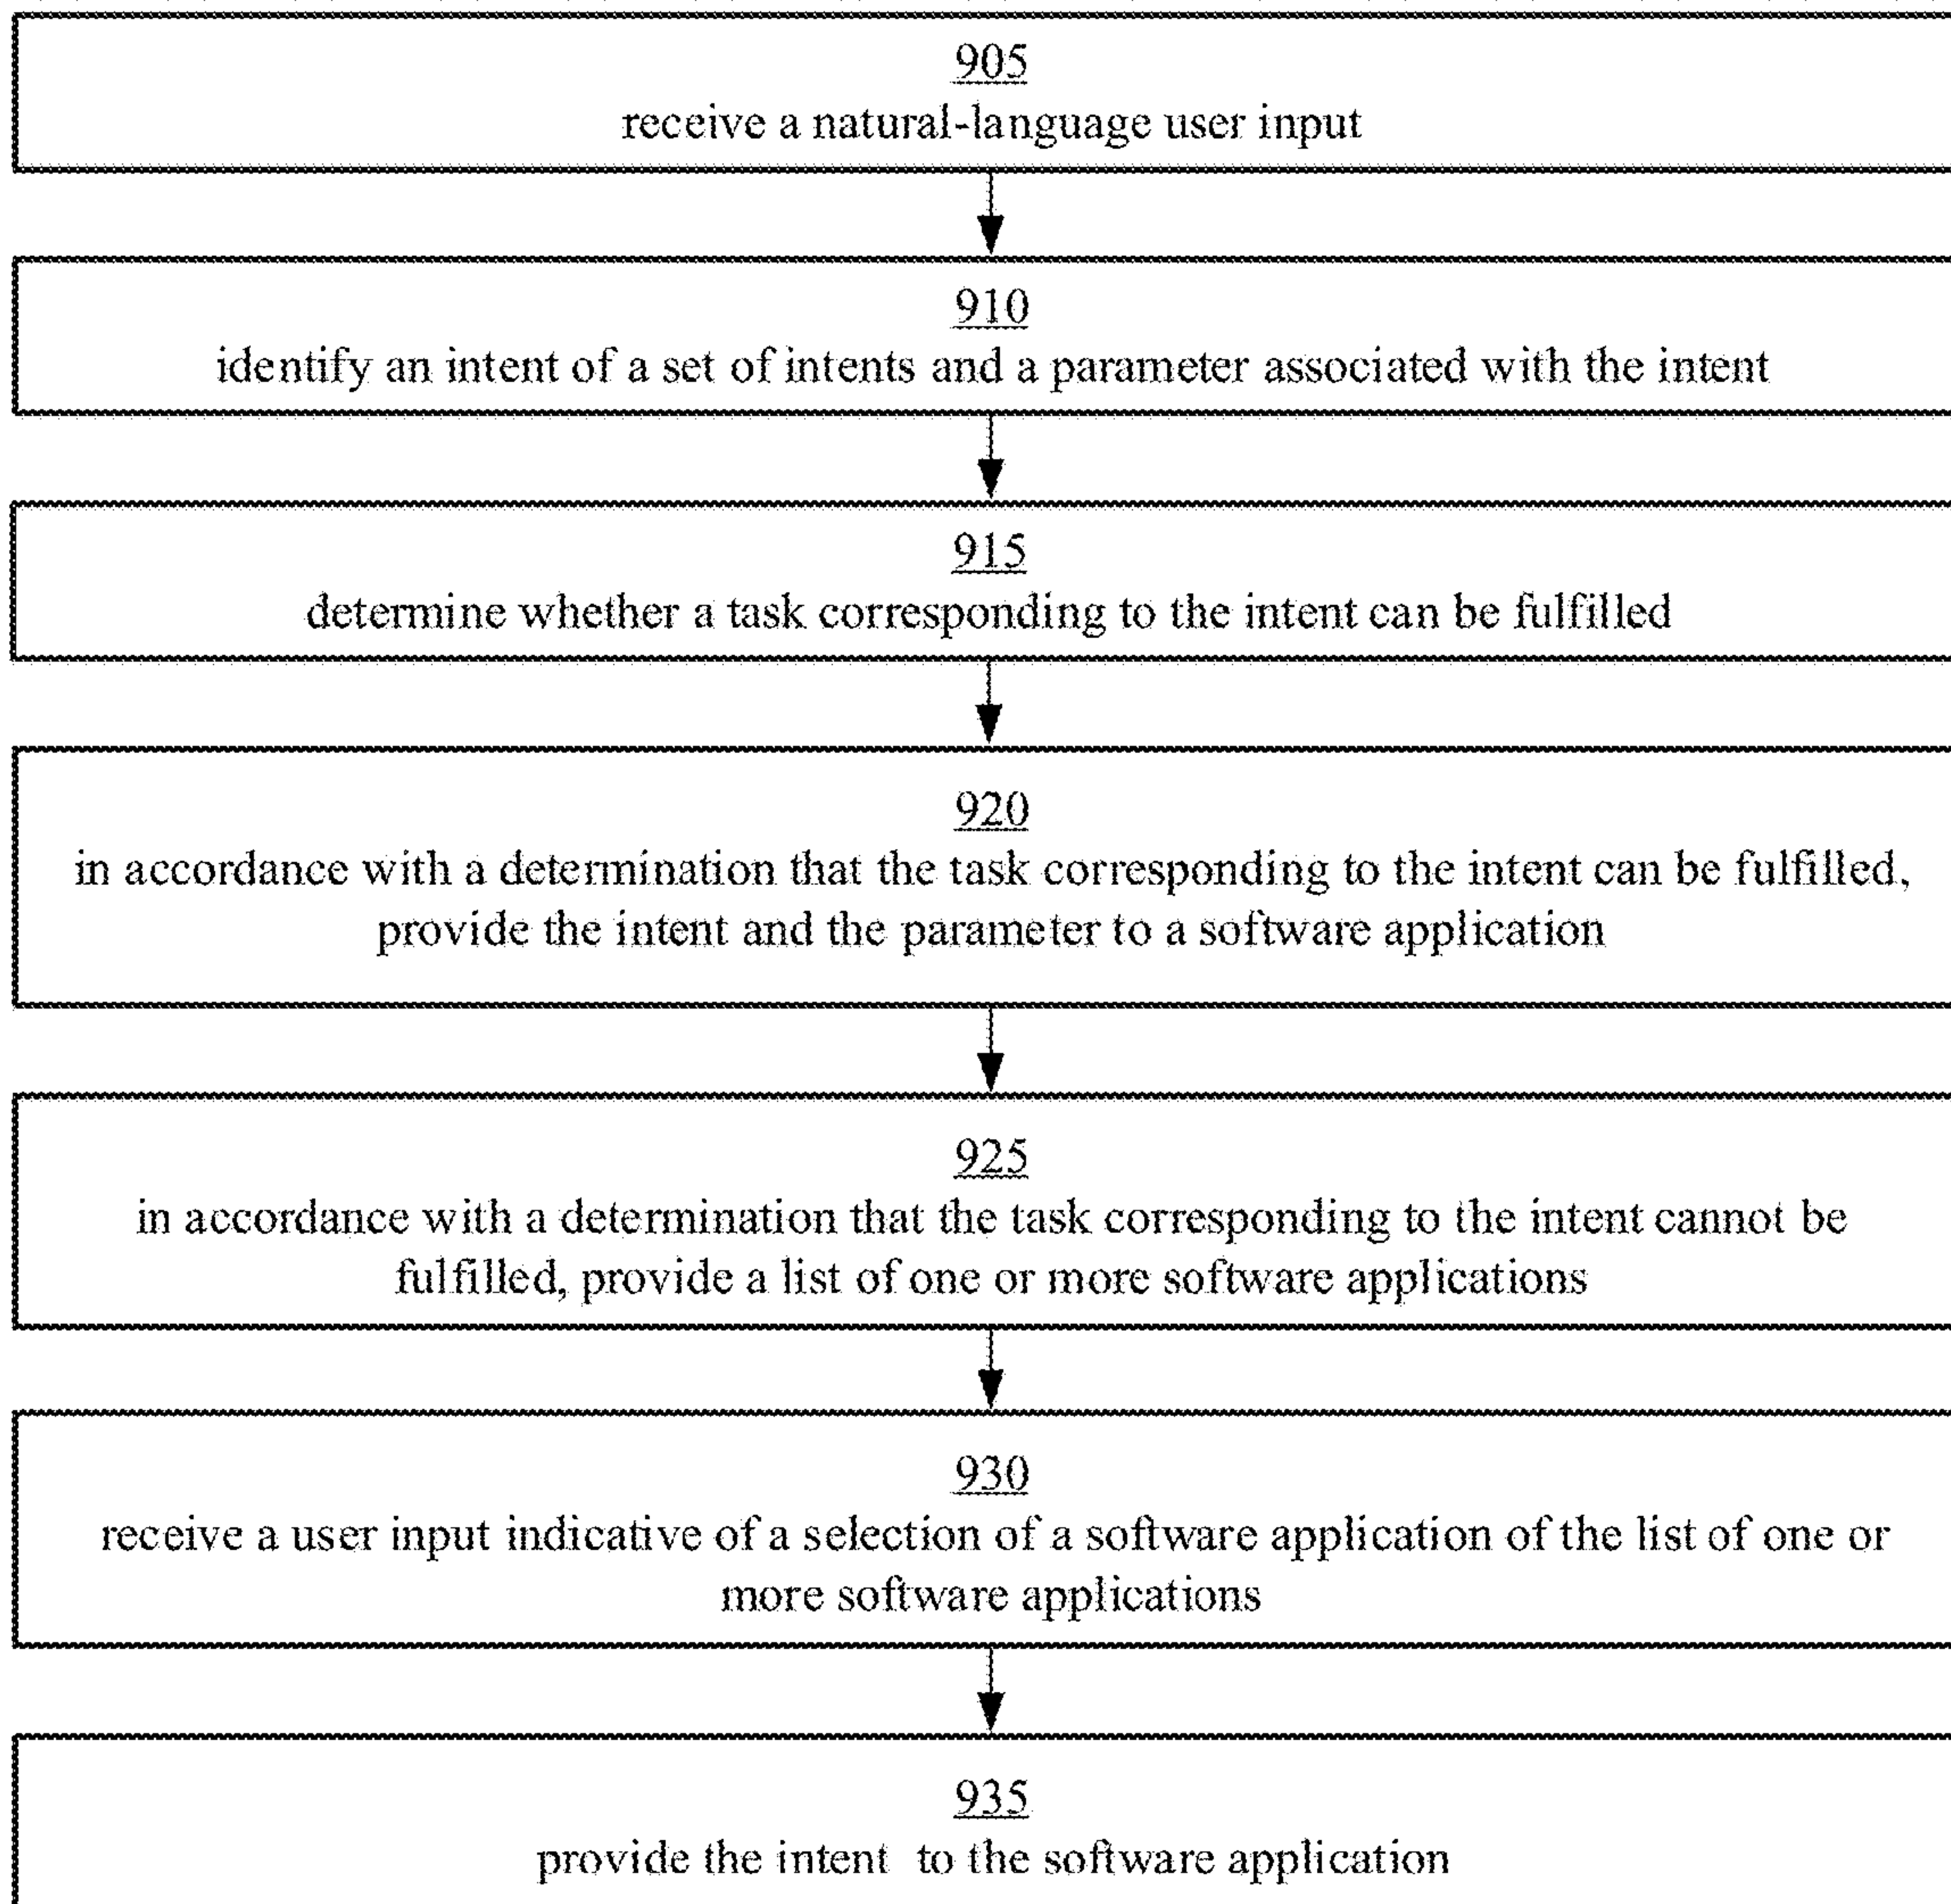 905
receive a natural-language user input
910
identify an intent of a set of intents and a parameter associated with the intent
915
determine whether a task corresponding to the intent can be fulfilled
920
in accordance with a determination that the task corresponding to the intent can be fulfilled,
provide the intent and the parameter to a software application
925
in accordance with a determination that the task corresponding to the intent cannot be
fulfilled, provide a list of one or more software applications
930
receive a user input indicative of a selection of a software application of the list of one or
more software applications
935
provide the intent to the software application